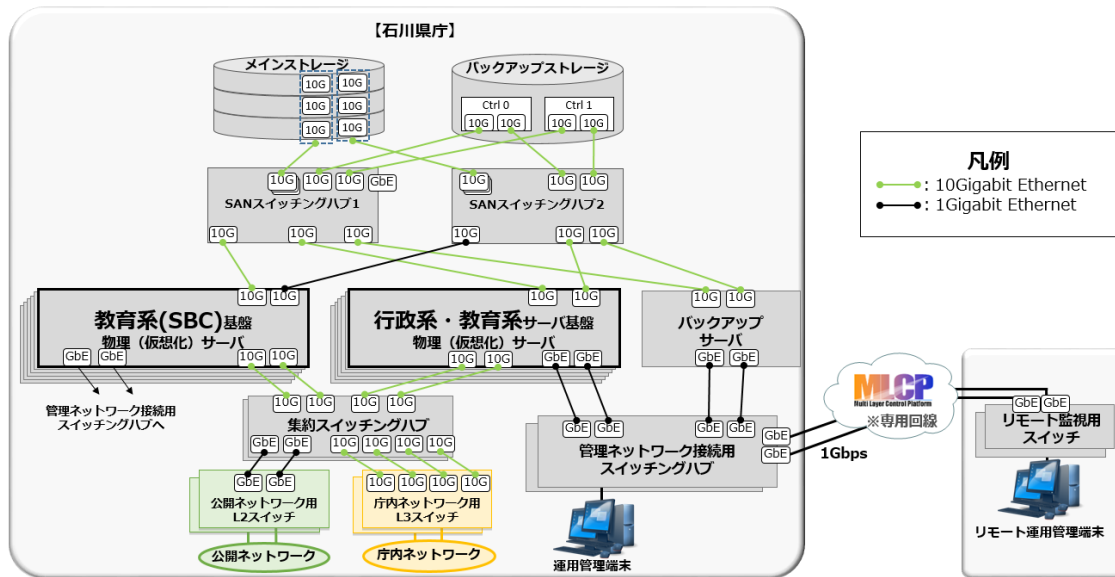 【石川県庁】
メインストレージ
10G 10G
10G 10G
10G 10G
バックアップストレージ
Ctrl 0 Ctrl 1
10G 10G 10G 10G
10G 10G 10G GbE
SANスイッチングハブ1
10G 10G 10G
10G 10G 10G
SANスイッチングハブ2
10G 10G 10G
凡例
: 10Gigabit Ethernet
: 1Gigabit Ethernet
10G 10G
教育系(SBC)基盤
物理（仮想化）サーバ
GbE GbE
10G 10G
10G 10G
行政系・教育系サーバ基盤
物理（仮想化）サーバ
10G 10G GbE GbE
10G 10G
バックアップ
サーバ
GbE GbE
管理ネットワーク接続用
スイッチングハブへ
10G 10G 10G 10G
集約スイッチングハブ
GbE GbE 10G 10G 10G 10G
GbE GbE
公開ネットワーク用
L2スイッチ
公開ネットワーク
10G 10G 10G 10G
庁内ネットワーク用
L3スイッチ
庁内ネットワーク
GbE GbE GbE GbE
管理ネットワーク接続用
スイッチングハブ
GbE
GbE
運用管理端末
1Gbps
MLCP
Multi Layer Control Platform
※専用回線
GbE GbE
リモート監視用
スイッチ
リモート運用管理端末